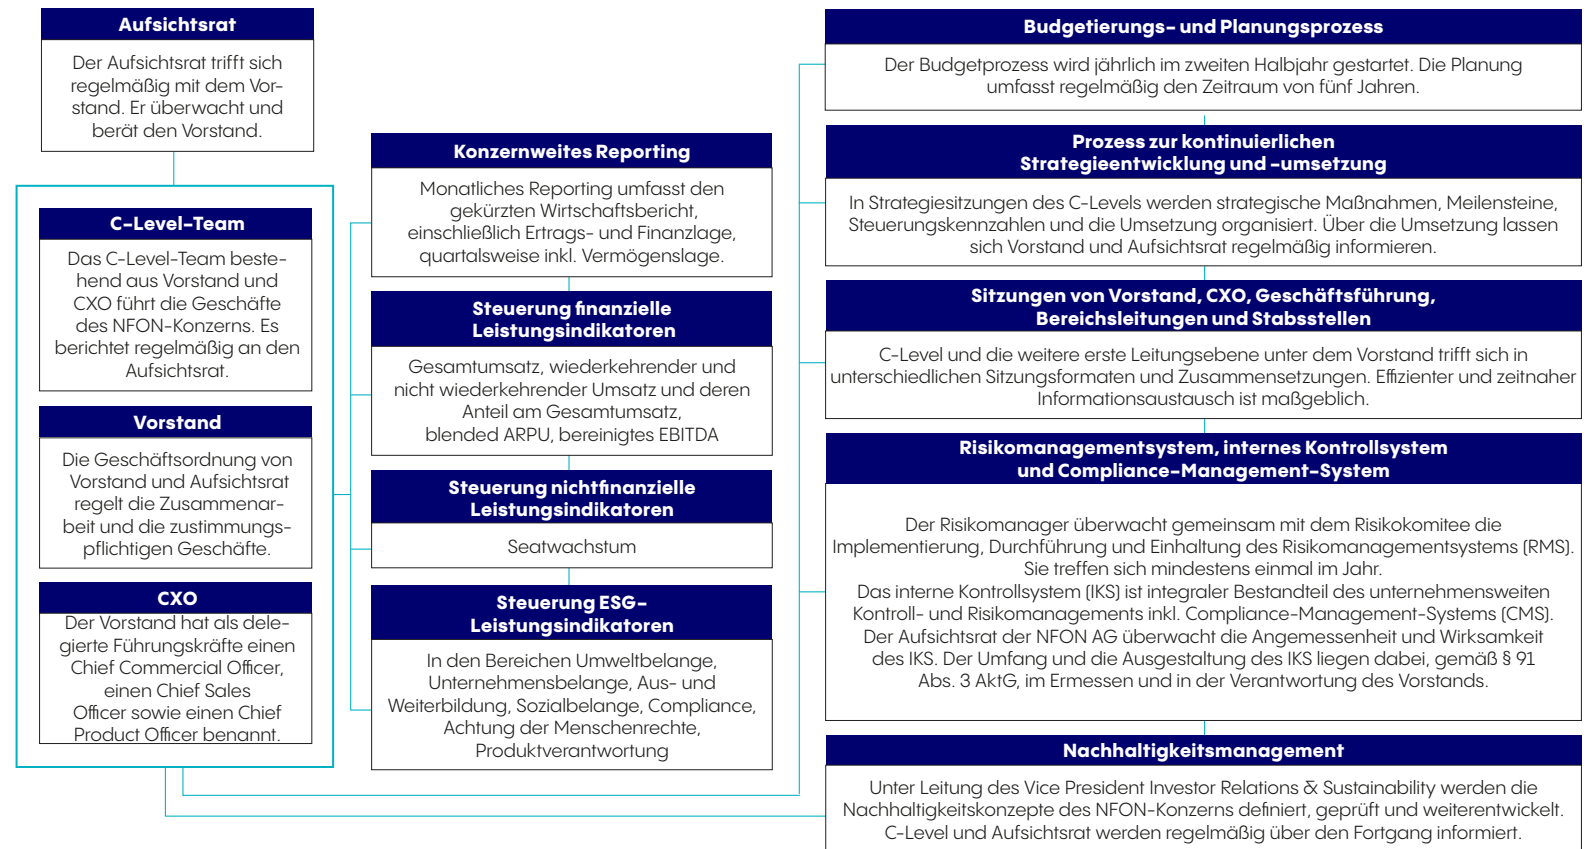 Aufsichtsrat
Der Aufsichtsrat trifft sich
regelmäßig mit dem Vor-
stand. Er überwacht und
berät den Vorstand.
C-Level-Team
Das C-Level-Team beste-
hend aus Vorstand und
CXO führt die Geschäfte
des NFON-Konzerns. Es
berichtet regelmäßig an den
Aufsichtsrat.
Vorstand
Die Geschäftsordnung von
Vorstand und Aufsichtsrat
regelt die Zusammenar-
beit und die zustimmungs-
pflichtigen Geschäfte.
CXO
Der Vorstand hat als dele-
gierte Führungskräfte einen
Chief Commercial Officer,
einen Chief Sales
Officer sowie einen Chief
Product Officer benannt.
Konzernweites Reporting
Monatliches Reporting umfasst den
gekürzten Wirtschaftsbericht,
einschließlich Ertrags- und Finanzlage,
quartalsweise inkl. Vermögenslage.
Steuerung finanzielle
Leistungsindikatoren
Gesamtumsatz, wiederkehrender und
nicht wiederkehrender Umsatz und deren
Anteil am Gesamtumsatz,
blended ARPU, bereinigtes EBITDA
Steuerung nichtfinanzielle
Leistungsindikatoren
Seatwachstum
Steuerung ESG-
Leistungsindikatoren
In den Bereichen Umweltbelange,
Unternehmensbelange, Aus- und
Weiterbildung, Sozialbelange, Compliance,
Achtung der Menschenrechte,
Produktverantwortung
Budgetierungs- und Planungsprozess
Der Budgetprozess wird jährlich im zweiten Halbjahr gestartet. Die Planung
umfasst regelmäßig den Zeitraum von fünf Jahren.
Prozess zur kontinuierlichen
Strategieentwicklung und -umsetzung
In Strategiesitzungen des C-Levels werden strategische Maßnahmen, Meilensteine,
Steuerungskennzahlen und die Umsetzung organisiert. Über die Umsetzung lassen
sich Vorstand und Aufsichtsrat regelmäßig informieren.
Sitzungen von Vorstand, CXO, Geschäftsführung,
Bereichsleitungen und Stabsstellen
C-Level und die weitere erste Leitungsebene unter dem Vorstand trifft sich in
unterschiedlichen Sitzungsformaten und Zusammensetzungen. Effizienter und zeitnaher
Informationsaustausch ist maßgeblich.
Risikomanagementsystem, internes Kontrollsystem
und Compliance-Management-System
Der Risikomanager überwacht gemeinsam mit dem Risikokomitee die
Implementierung, Durchführung und Einhaltung des Risikomanagementsystems (RMS).
Sie treffen sich mindestens einmal im Jahr.
Das interne Kontrollsystem (IKS) ist integraler Bestandteil des unternehmensweiten
Kontroll- und Risikomanagements inkl. Compliance-Management-Systems (CMS).
Der Aufsichtsrat der NFON AG überwacht die Angemessenheit und Wirksamkeit
des IKS. Der Umfang und die Ausgestaltung des IKS liegen dabei, gemäß § 91
Abs. 3 AktG, im Ermessen und in der Verantwortung des Vorstands.
Nachhaltigkeitsmanagement
Unter Leitung des Vice President Investor Relations & Sustainability werden die
Nachhaltigkeitskonzepte des NFON-Konzerns definiert, geprüft und weiterentwickelt.
C-Level und Aufsichtsrat werden regelmäßig über den Fortgang informiert.